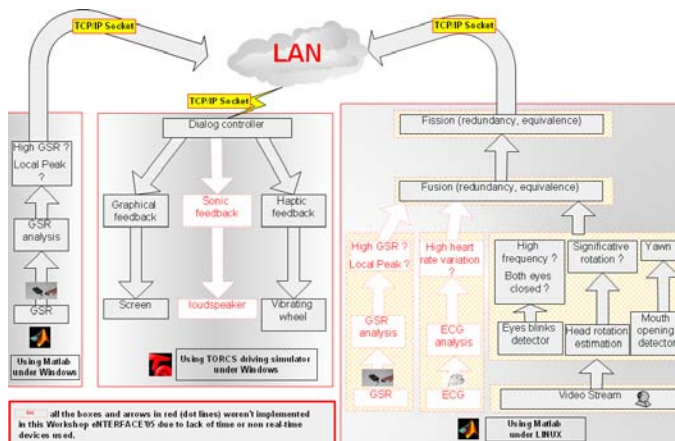 TCP/IP Socket
TCP/IP Socket
LAN
TCP/IP Socket
Dialog controller
Fission (redundancy, equivalence)
High GSR ?
Local Peak
?
Fusion (redundancy, equivalence)
Graphical
feedback
Sonic
feedback
Haptic
feedback
GSR
analysis
High GSR ?
Local Peak ?
High heart
rate variation
?
High
frequency ?
Both eyes
closed ?
Significative
rotation ?
Yawn
Screen
loudspeaker
Vibrating
wheel
GSR
GSR
analysis
ECG
analysis
Eyes blinks
detector
Head rotation
estimation
Mouth
opening
detector
Using Matlab
under Windows
Using TORCS driving simulator
under Windows
GSR
ECG
Video Stream
all the boxes and arrows in red (dot lines) weren't implemented
in this Workshop eNTERFACE'05 due to lack of time or non real-time
devices used.
Using Matlab
under LINUX